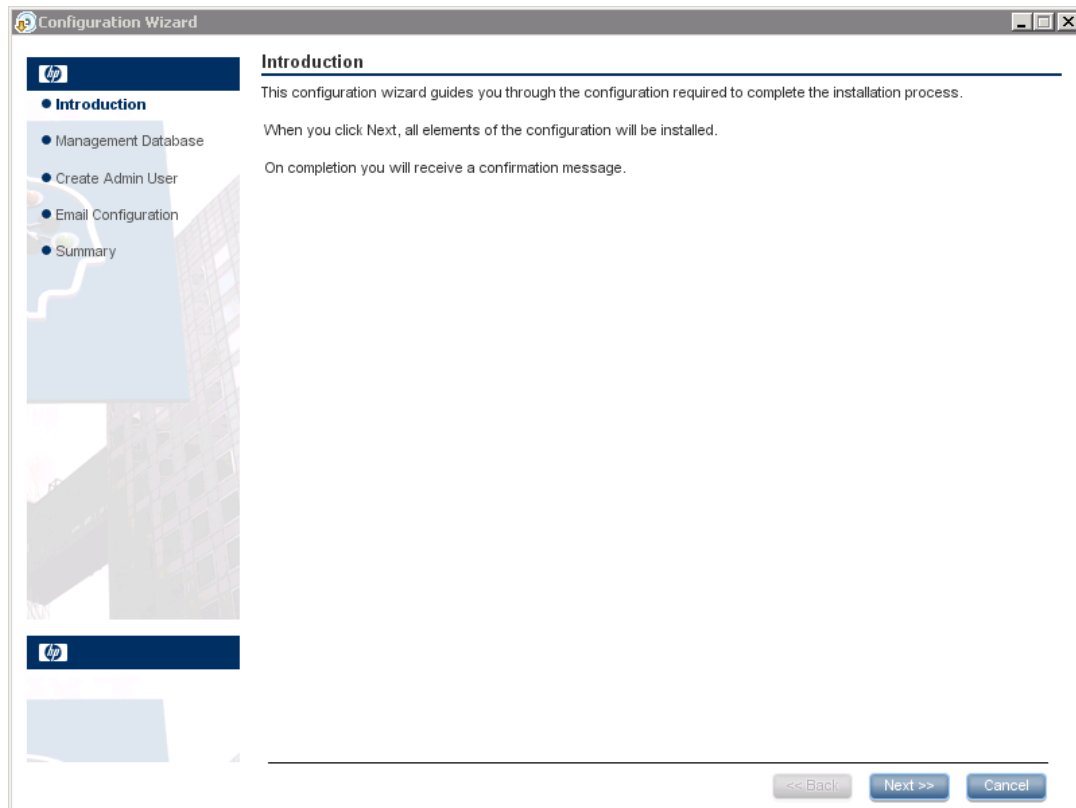 Configuration Wizard
hp
Introduction
Management Database
Create Admin User
Email Configuration
Summary
hp
Introduction
This configuration wizard guides you through the configuration required to complete the installation process.
When you click Next, all elements of the configuration will be installed.
On completion you will receive a confirmation message.
<< Back
Next >>
Cancel